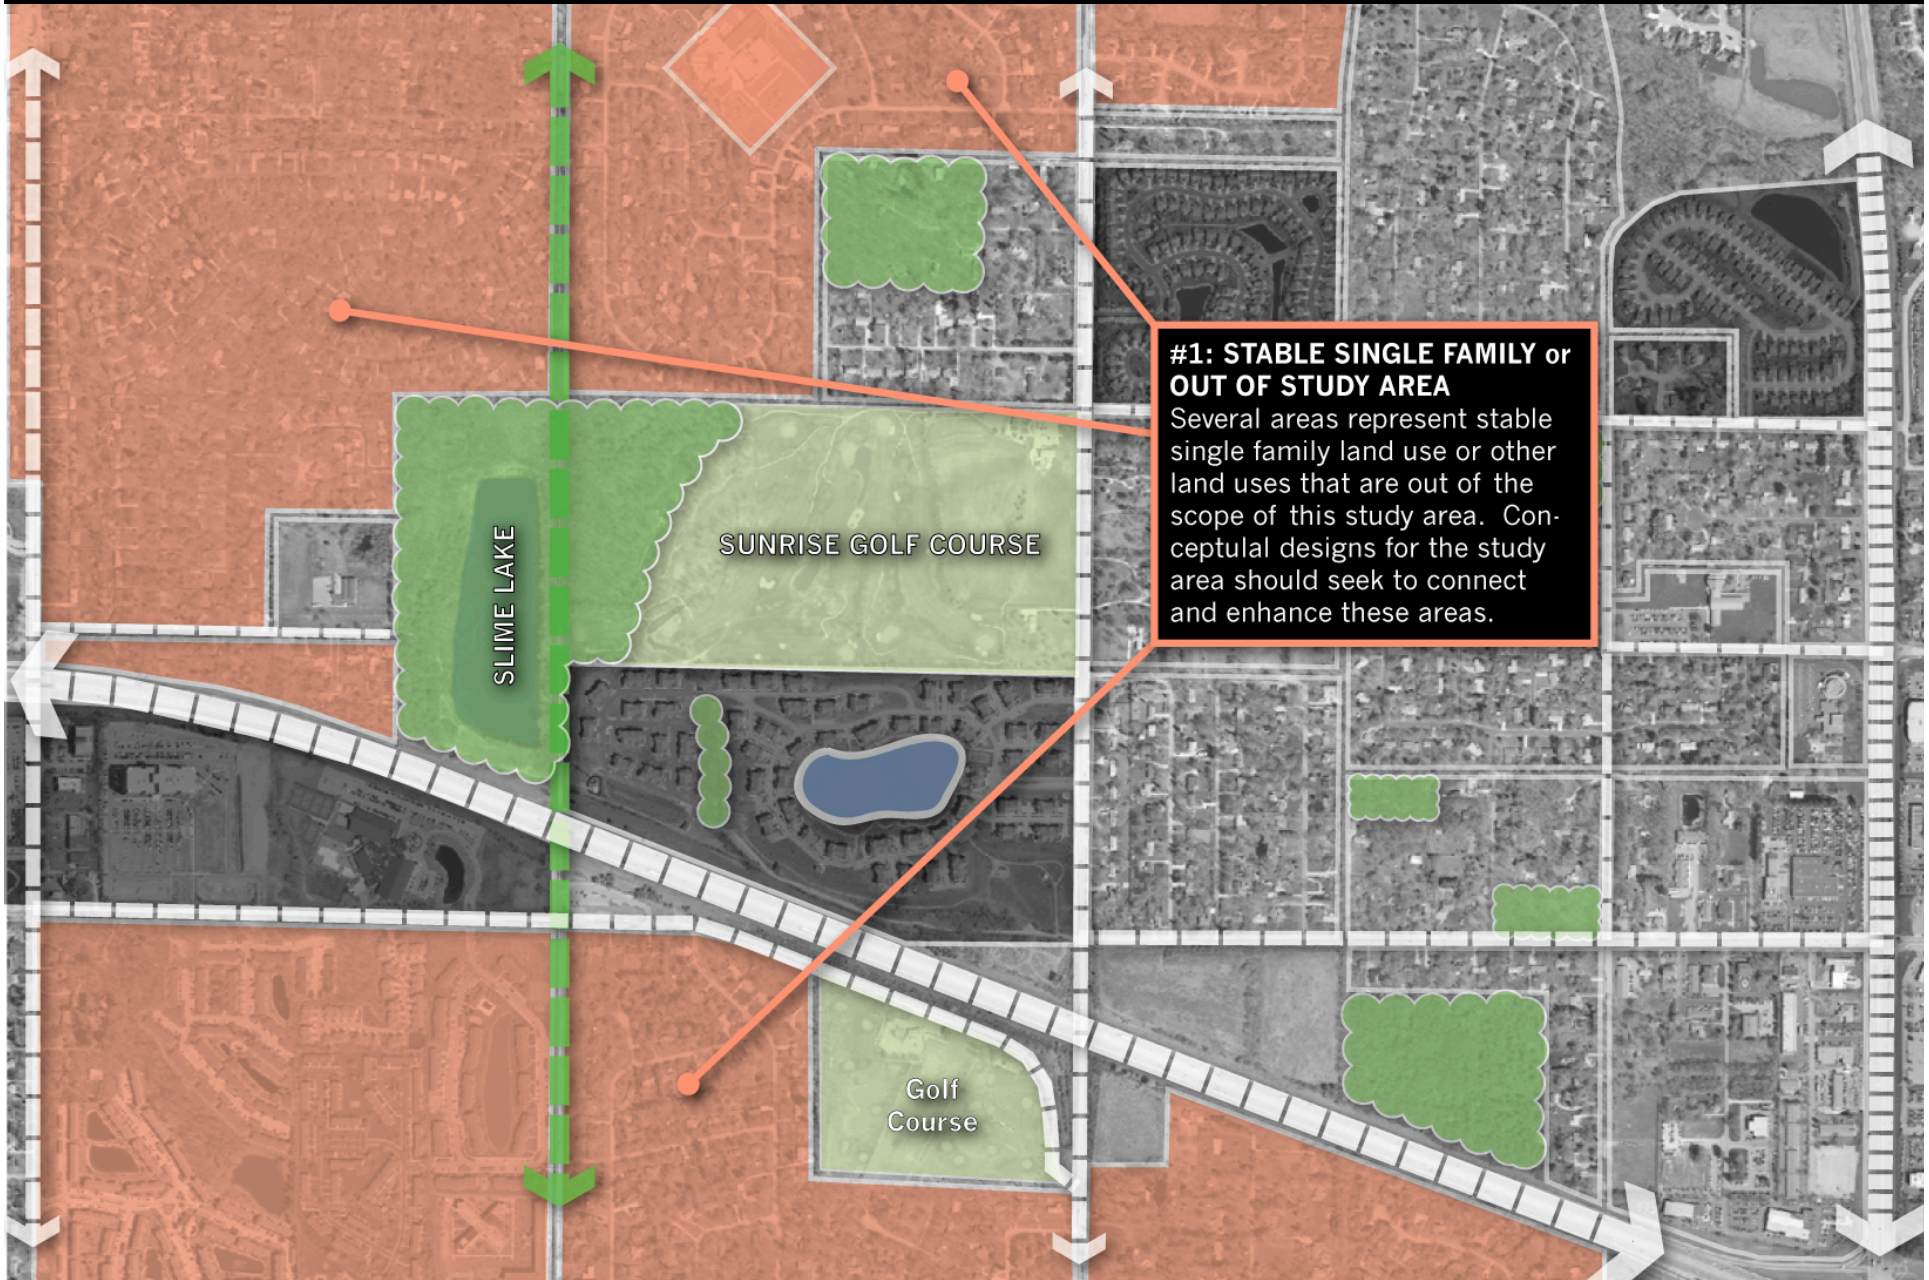 #1: STABLE SINGLE FAMILY or
OUT OF STUDY AREA
Several areas represent stable
single family land use or other
land uses that are out of the
scope of this study area. Con-
ceptulal designs for the study
area should seek to connect
and enhance these areas.
SUNRISE GOLF COURSE
SLIME LAKE
Golf
Course